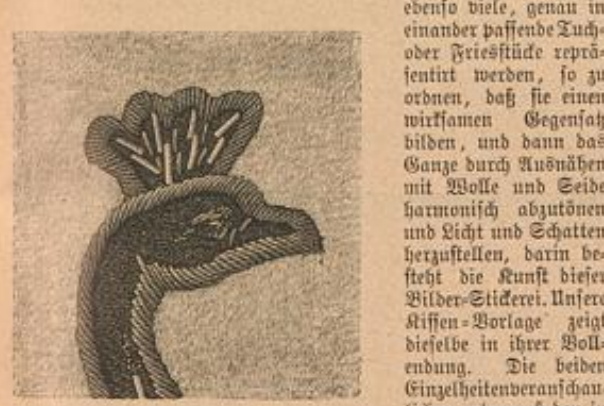 ebenso viele, genau in
einander passende Tuch=
oder Friesstücke reprä=
sentirt werden, so zu
ordnen, daß sie einen
wirksamen Gegensatz
bilden, und dann das
Ganze durch Ausnähen
mit Wolle und Seide
harmonisch abzutönen
und Licht und Schatten
herzustellen, darin be=
steht die Kunst dieser
Bilder=Stickerei. Unsere
Kissen=Vorlage zeigt
dieselbe in ihrer Voll=
endung. Die beiden
Einzelheitenveranschau=